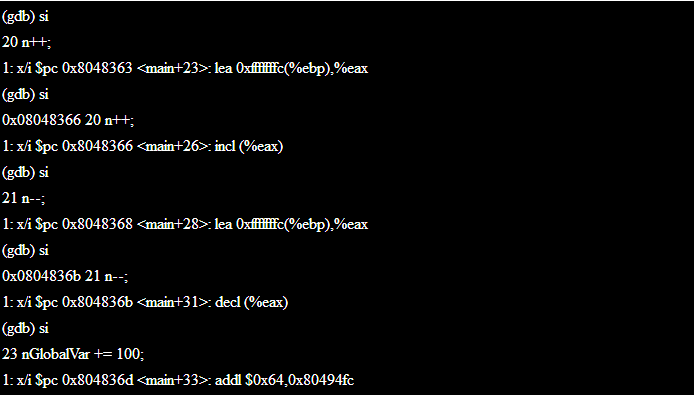 (gdb) si
20 n++;
1: x/i $pc 0x8048363 <main+23>: lea 0xfffffffc(%ebp),%eax
(gdb) si
0x08048366 20 n++;
1: x/i $pc 0x8048366 <main+26>: incl (%eax)
(gdb) si
21 n--;
1: x/i $pc 0x8048368 <main+28>: lea 0xfffffffc(%ebp),%eax
(gdb) si
0x0804836b 21 n--;
1: x/i $pc 0x804836b <main+31>: decl (%eax)
(gdb) si
23 nGlobalVar += 100;
1: x/i $pc 0x804836d <main+33>: addl $0x64,0x80494fc